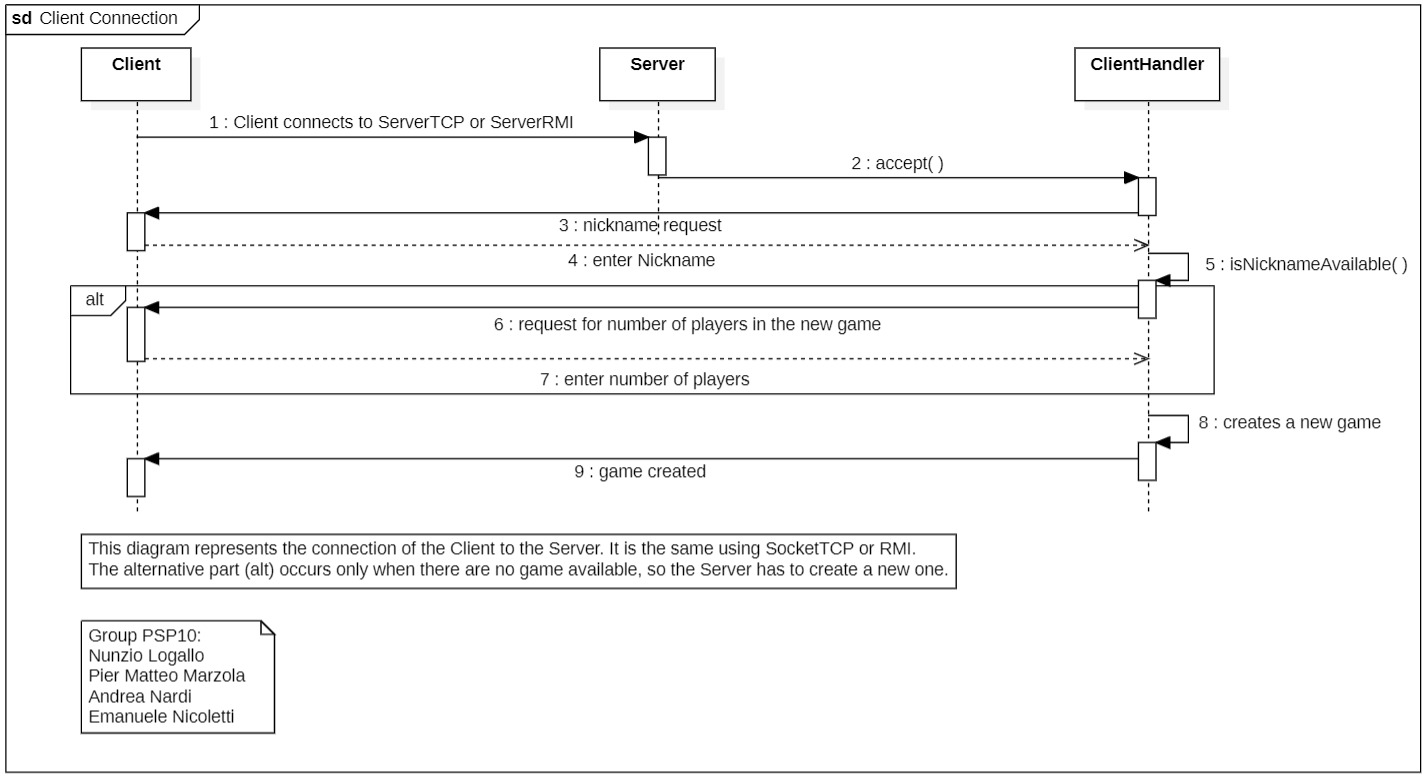 sd Client Connection
Client
Server
ClientHandler
1 : Client connects to ServerTCP or ServerRMI
2 : accept( )
3 : nickname request
4 : enter Nickname
5 : isNicknameAvailable( )
alt
6 : request for number of players in the new game
7 : enter number of players
8 : creates a new game
9 : game created
This diagram represents the connection of the Client to the Server. It is the same using SocketTCP or RMI.
The alternative part (alt) occurs only when there are no game available, so the Server has to create a new one.
Group PSP10:
Nunzio Logallo
Pier Matteo Marzola
Andrea Nardi
Emanuele Nicoletti